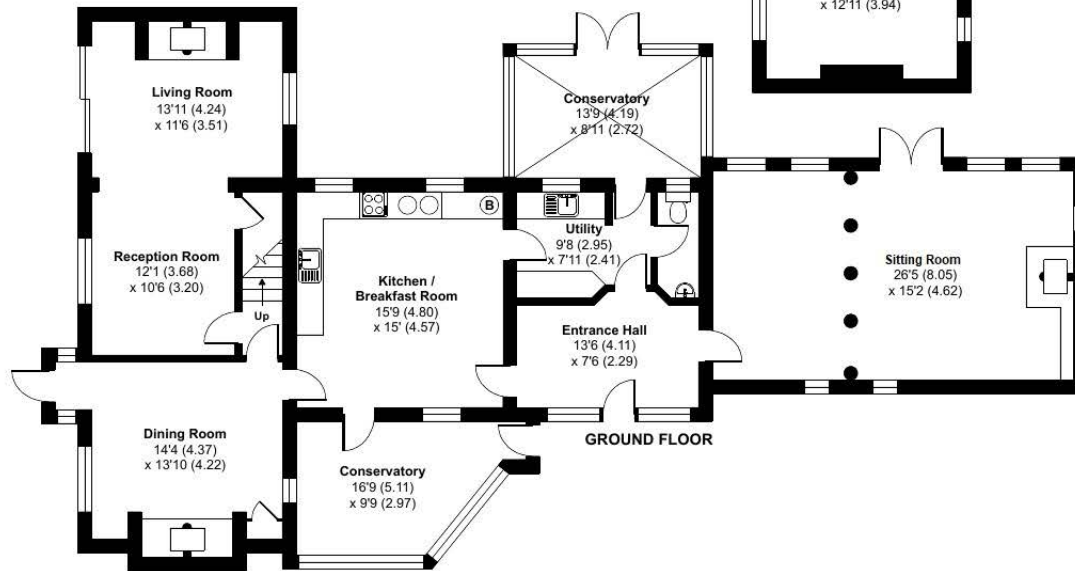 x 12'11 (3.94)
Living Room
13'11 (4.24)
x 11'6 (3.51)
Conservatory
13'9 (4.19)
x 8'11 (2.72)
B
Reception Room
12'1 (3.68)
x 10'6 (3.20)
Up
Kitchen /
Breakfast Room
15'9 (4.80)
x 15' (4.57)
Utility
9'8 (2.95)
x 7'11 (2.41)
Sitting Room
26'5 (8.05)
x 15'2 (4.62)
Entrance Hall
13'6 (4.11)
x 7'6 (2.29)
GROUND FLOOR
Dining Room
14'4 (4.37)
x 13'10 (4.22)
Conservatory
16'9 (5.11)
x 9'9 (2.97)